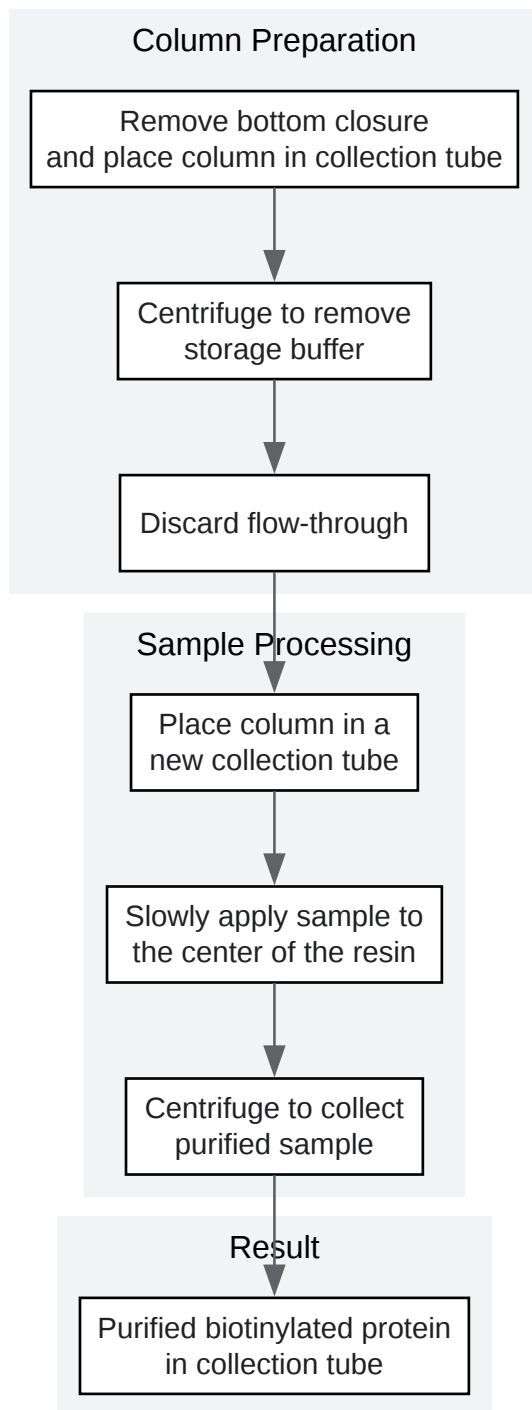 Column Preparation
Remove bottom closure
and place column in collection tube
Centrifuge to remove
storage buffer
Discard flow-through
Sample Processing
Place column in a
new collection tube
Slowly apply sample to
the center of the resin
Centrifuge to collect
purified sample
Result
Purified biotinylated protein
in collection tube